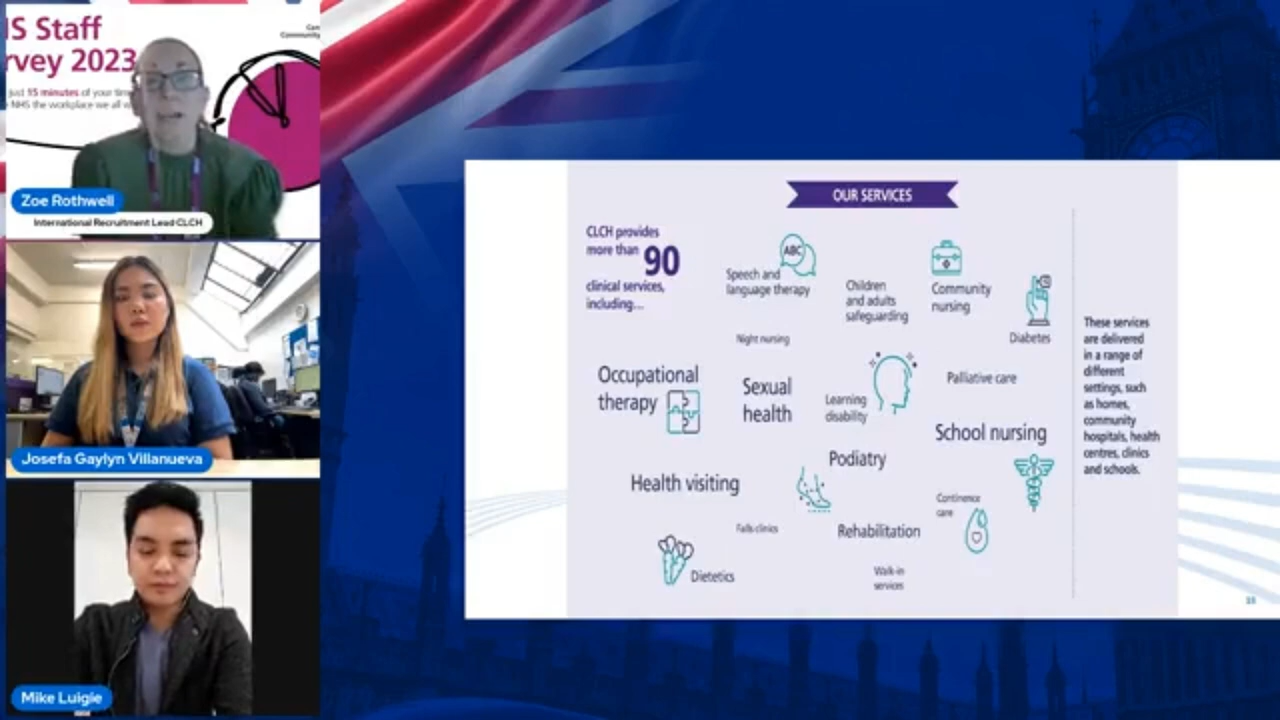 IS Staff
rvey 2023
just 15 minutes of your time
NHS the workplace we all w
Zoe Rothwell
International Recruitment Lead CLCH
Josefa Gaylyn Villanueva
Mike Luigie
OUR SERVICES
CLCH provides
more than 90
clinical services,
including...
ABC
Speech and
language therapy
Children
and adults
safeguarding
Community
nursing
Diabetes
Night nursing
Occupational
therapy
Sexual
health
Learning
disability
Palliative care
School nursing
Podiatry
Health visiting
Continence
care
Falls clinics
Rehabilitation
Dietetics
Walk-in
services
These services
are delivered
in a range of
different
settings, such
as homes,
community
hospitals, health
centres, clinics
and schools.